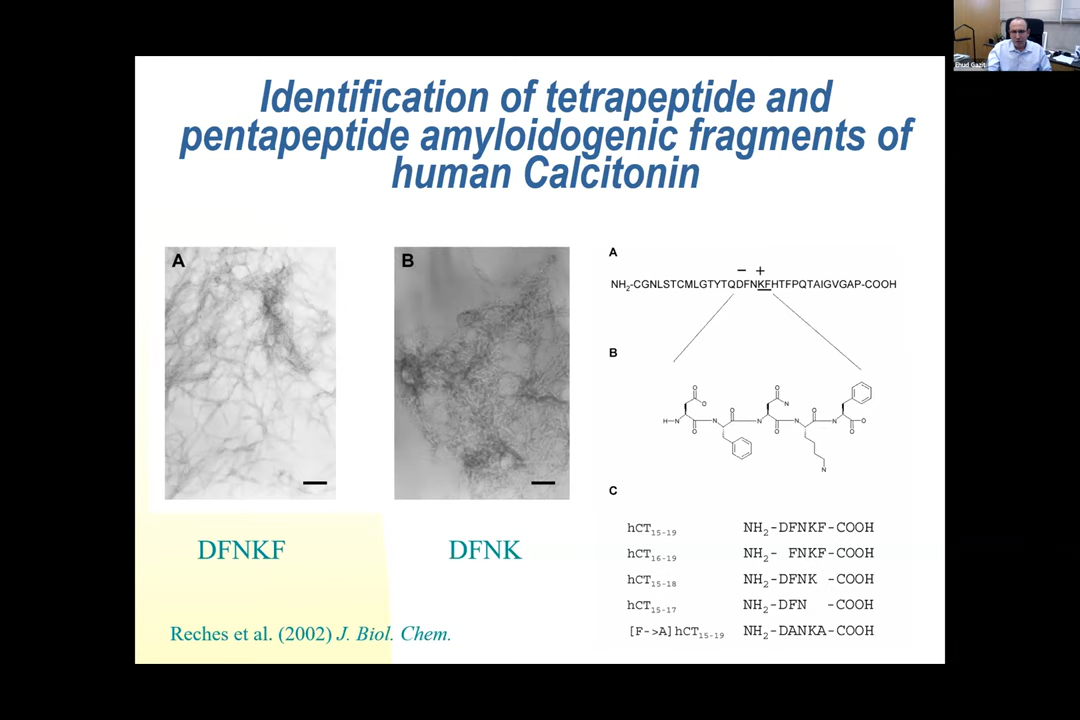 Ehud Gazit
Identification of tetrapeptide and
pentapeptide amyloidogenic fragments of
human Calcitonin
A
B
DFNKF
DFNK
Reches et al. (2002) J. Biol. Chem.
A
− +
NH2-CGNLSTCMLGTYTQDFNKFHTFPQTAIGVGAP-COOH
B
H N O O N O N O N O N O N O O
C
hCT15-19 NH2-DFNKF-COOH
hCT16-19 NH2- FNKF-COOH
hCT15-18 NH2-DFNK -COOH
hCT15-17 NH2-DFN -COOH
[F->A]hCT15-19 NH2-DANKA-COOH